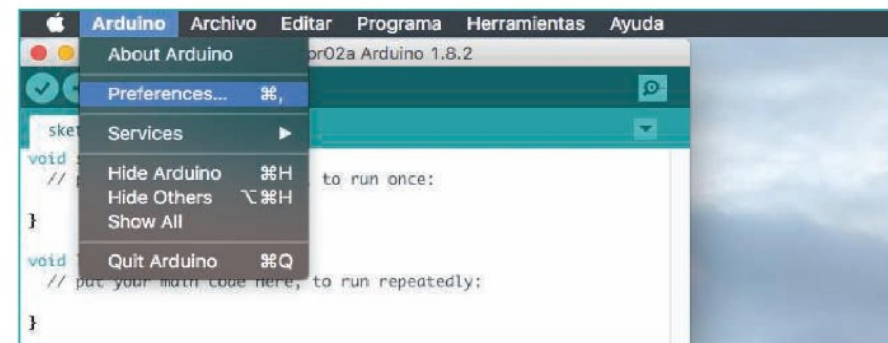 Arduino Archivo Editar Programa Herramientas Ayuda
pr02a Arduino 1.8.2
About Arduino
Preferences... ⌘,
Services ▶
Hide Arduino ⌘H
Hide Others ⌥⌘H
Show All
Quit Arduino ⌘Q
sket
void
// to run once:
}
void
// put your main code here, to run repeatedly:
}